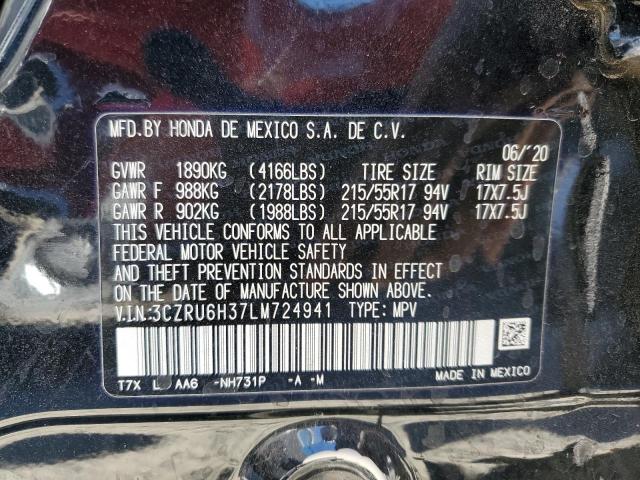 MFD.BY HONDA DE MEXICO S.A. DE C.V.
06/'20
GVWR 1890KG (4166LBS) TIRE SIZE RIM SIZE
GAWR F 988KG (2178LBS) 215/55R17 94V 17X7.5J
GAWR R 902KG (1988LBS) 215/55R17 94V 17X7.5J
THIS VEHICLE CONFORMS TO ALL APPLICABLE
FEDERAL MOTOR VEHICLE SAFETY
AND THEFT PREVENTION STANDARDS IN EFFECT
ON THE DATE OF MANUFACTURE SHOWN ABOVE.
V.I.N.:3CZRU6H37LM724941 TYPE: MPV
T7X L AA6 -NH731P -A -M
MADE IN MEXICO